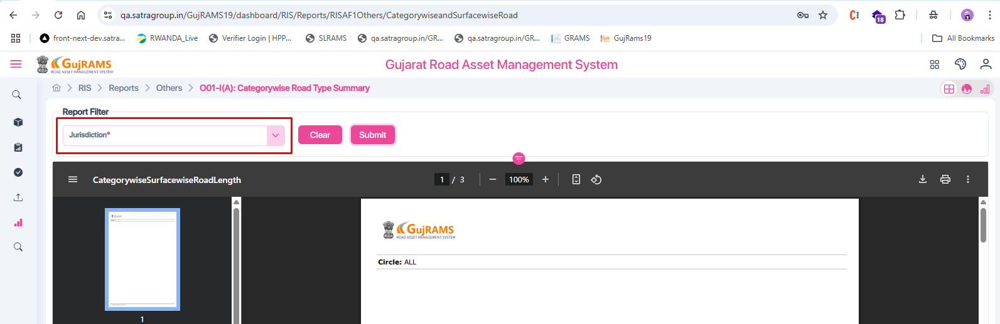 qa.satragroup.in/GujRAMS19/dashboard/RIS/Reports/RISAF1Others/CategorywiseandSurfacewiseRoad
18
front-next-dev.satra...
RWANDA_Live
Verifier Login | HPP...
SLRAMS
qa.satragroup.in/GR...
qa.satragroup.in/GR...
GRAMS
GujRams19
All Bookmarks
GujRAMS
ROAD ASSET MANAGEMENT SYSTEM
Gujarat Road Asset Management System
RIS
Reports
Others
O01-I(A): Categorywise Road Type Summary
Report Filter
Jurisdiction*
Clear
Submit
CategorywiseSurfacewiseRoadLength
1 / 3
100%
GujRAMS
ROAD ASSET MANAGEMENT SYSTEM
Circle: ALL
1